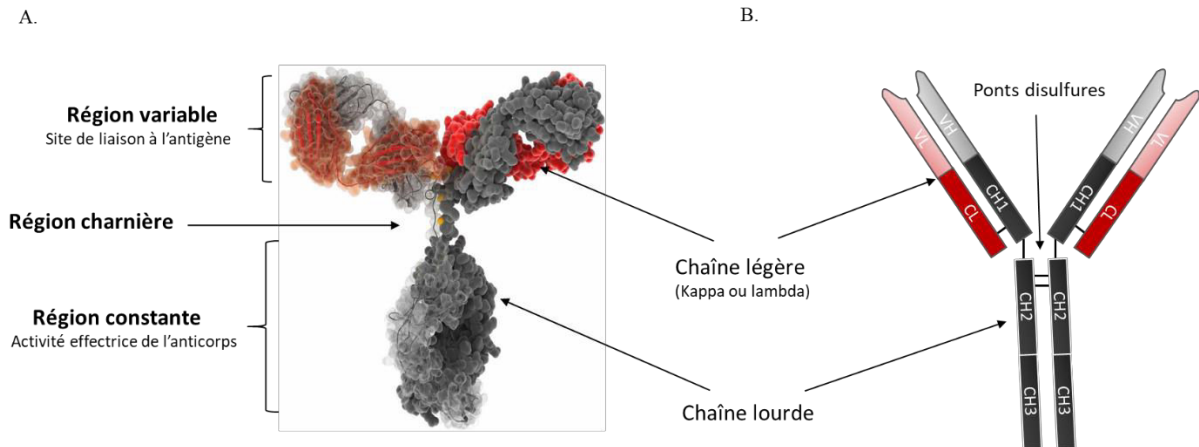 A.
Région variable
Site de liaison à l'antigène
Région charnière
Région constante
Activité effectrice de l'anticorps
Chaîne légère
(Kappa ou lambda)
Chaîne lourde
B.
Ponts disulfures
VL
VH
VH
VL
CL
CH1
CH1
CL
CH2
CH2
CH3
CH3